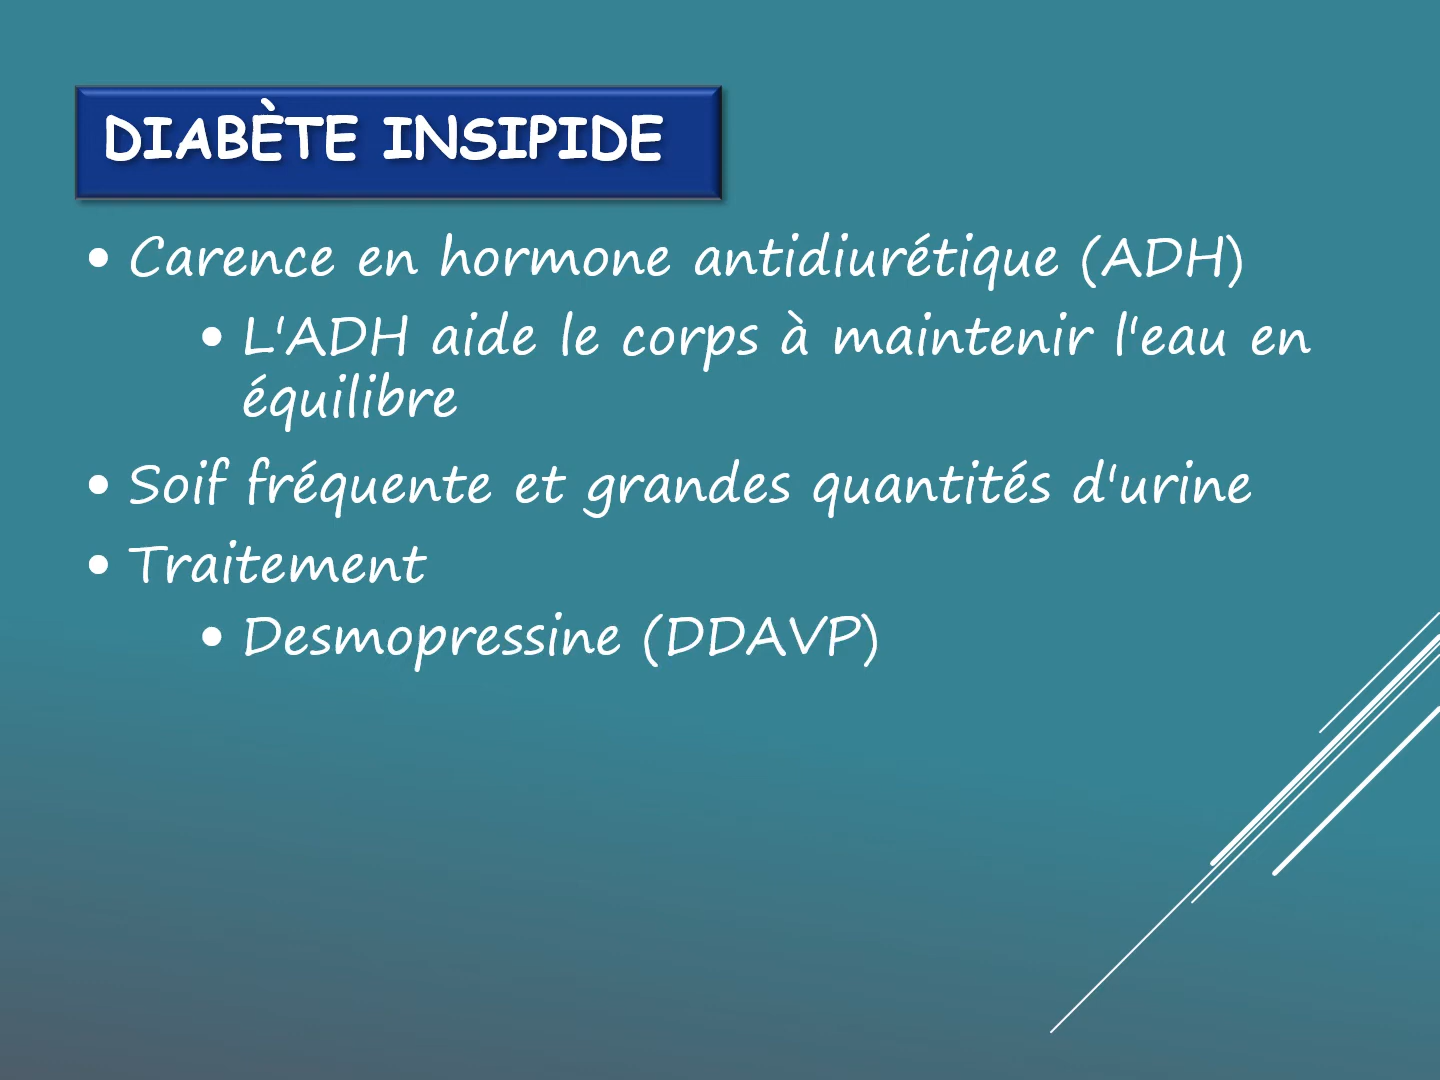 DIABÈTE INSIPIDE
• Carence en hormone antidiurétique (ADH)
• L'ADH aide le corps à maintenir l'eau en
équilibre
• Soif fréquente et grandes quantités d'urine
• Traitement
• Desmopressine (DDAVP)